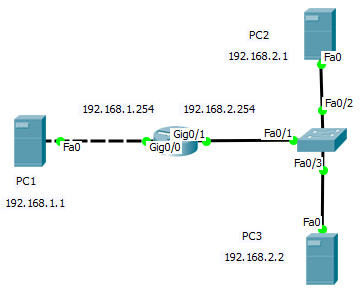 PC2
192.168.2.1
Fa0
192.168.1.254
192.168.2.254
Fa0/2
Gig0/1
Fa0/1
Fa0
Gig0/0
Fa0/3
PC1
192.168.1.1
Fa0
PC3
192.168.2.2